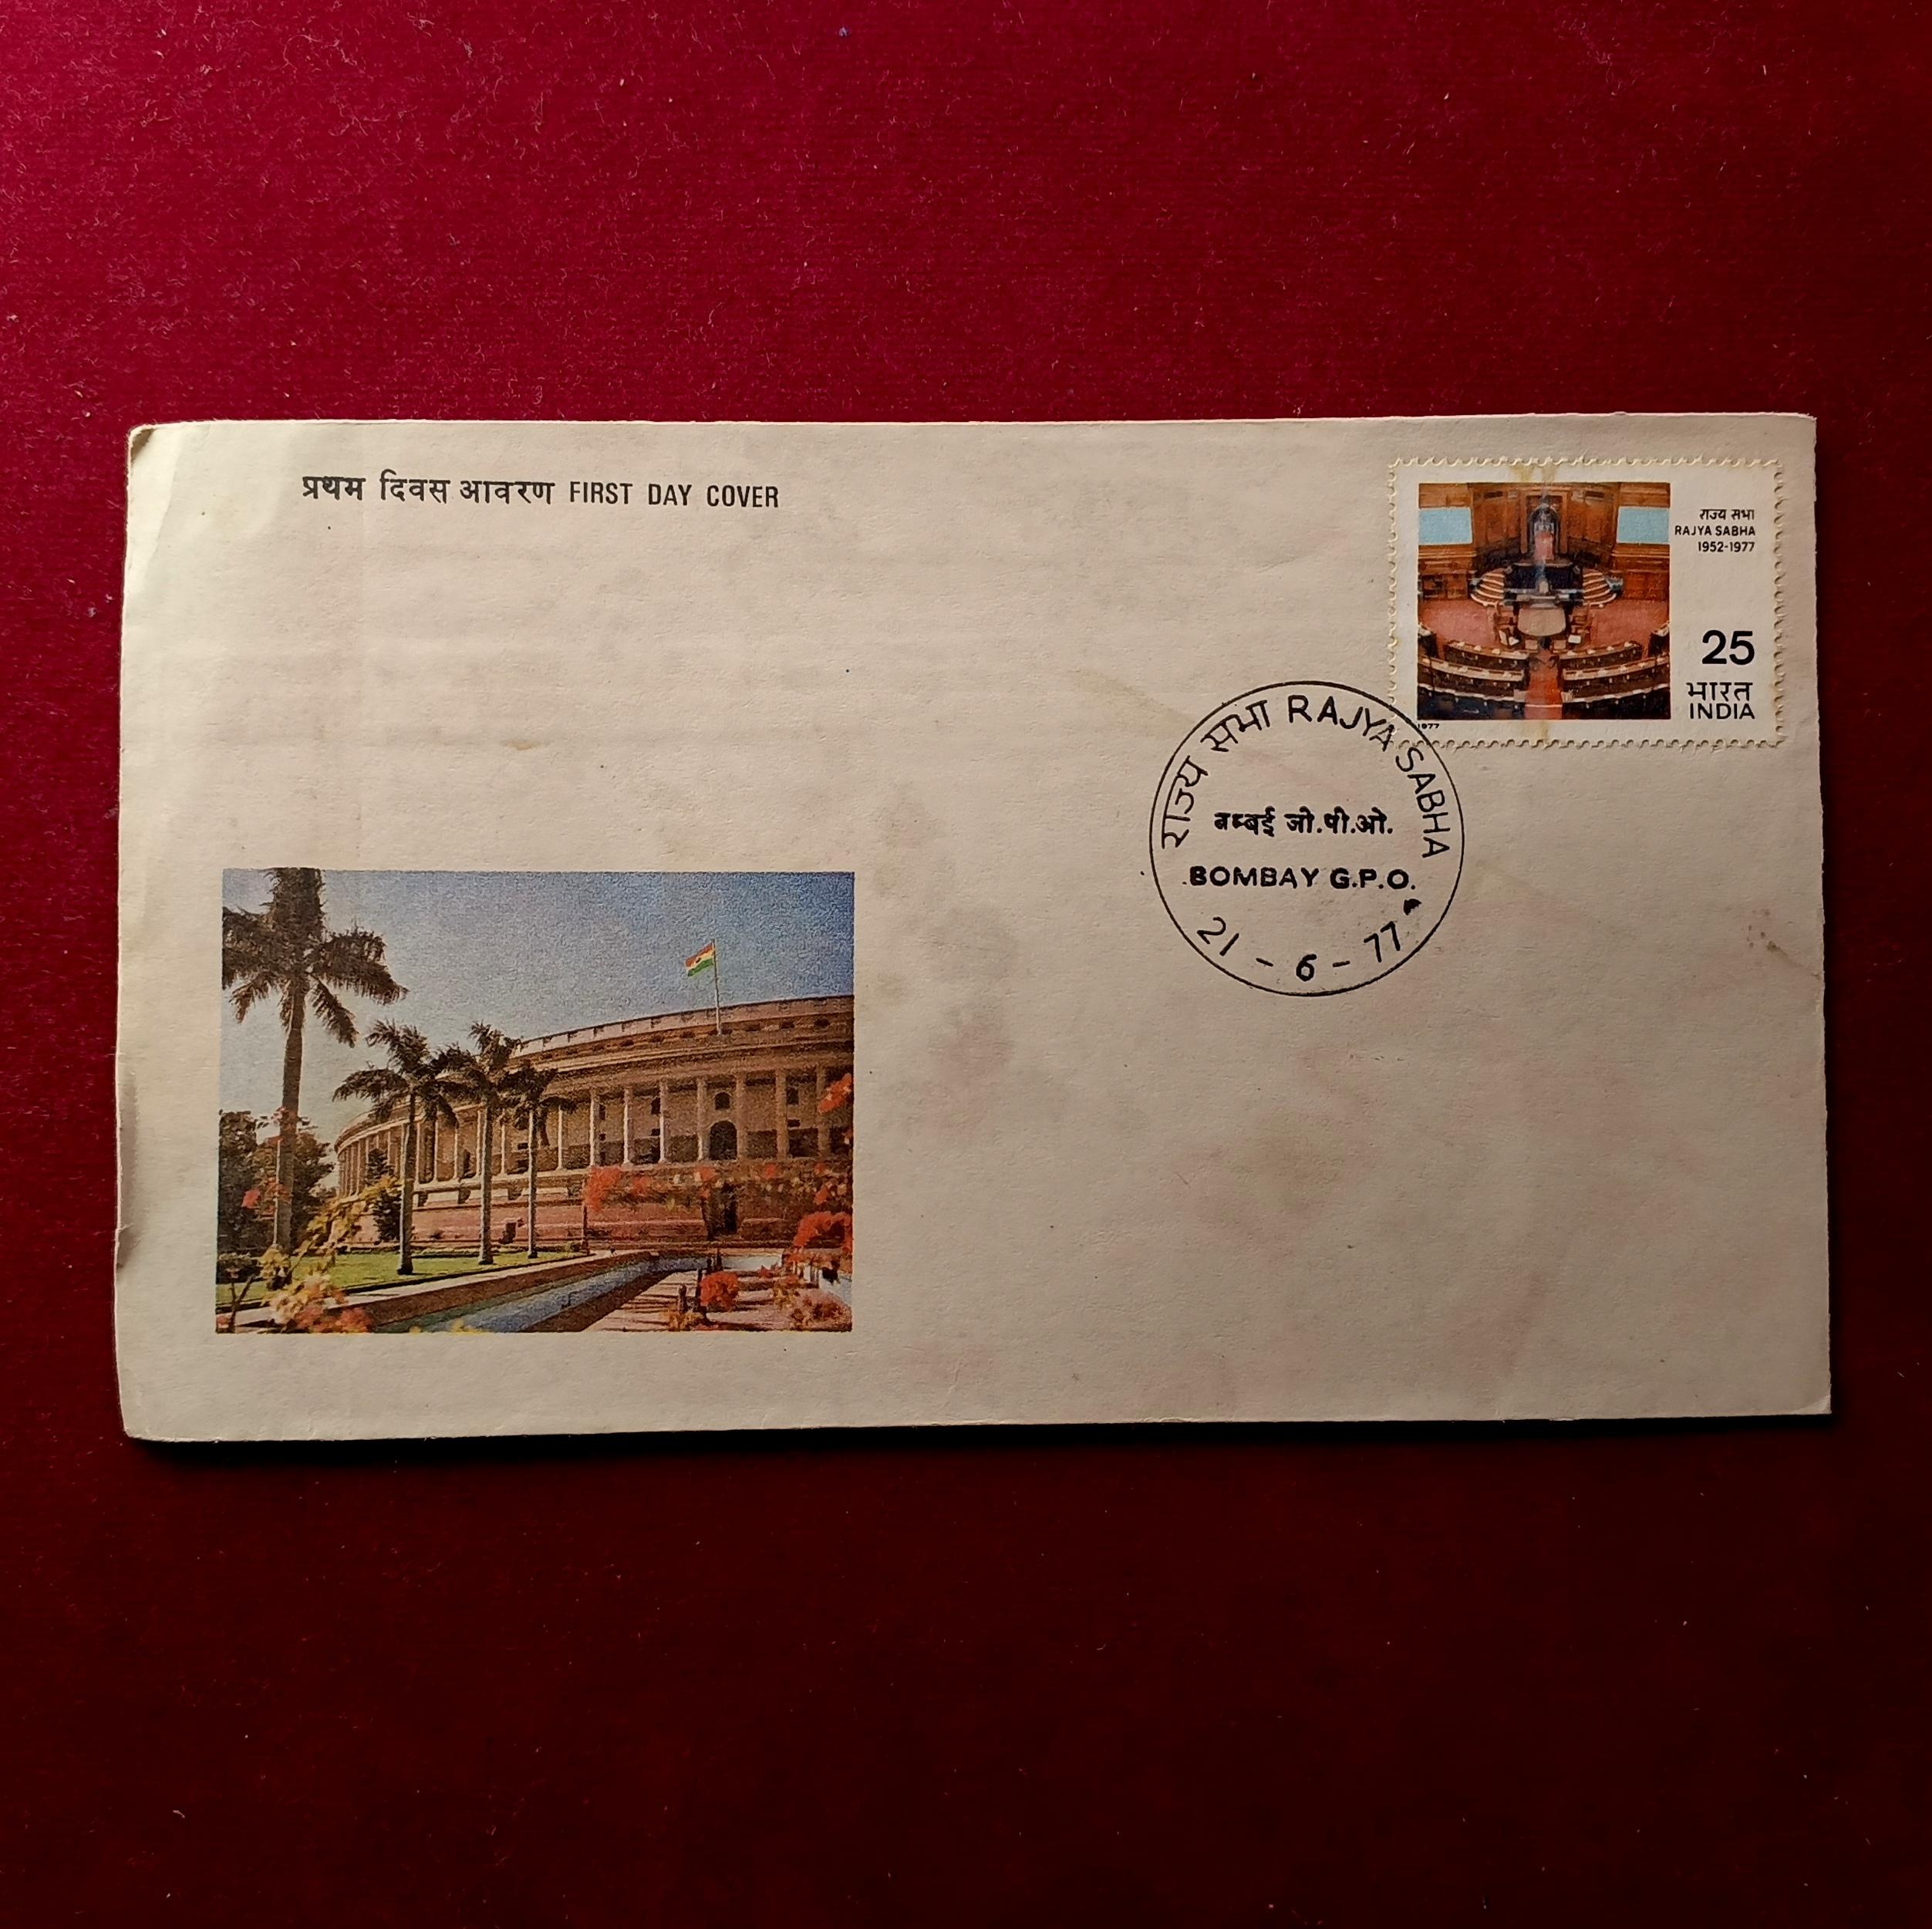 प्रथम दिवस आवरण FIRST DAY COVER
राज्य सभा
RAJYA SABHA
1952-1977
25
भारत
INDIA
1977
राज्य सभा RAJYA SABHA
बम्बई जी.पी.ओ.
BOMBAY G.P.O.
21-6-77